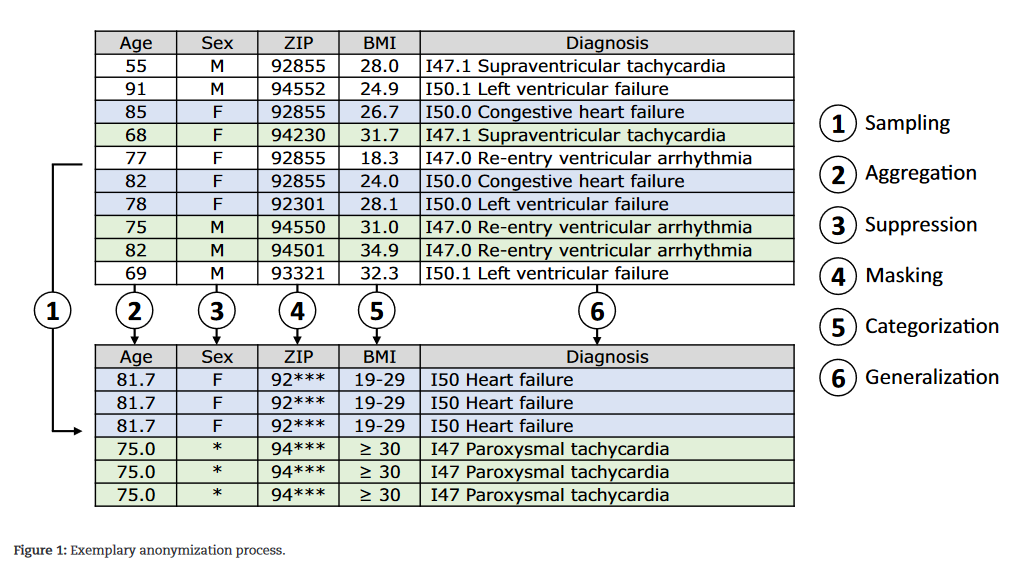 Age Sex ZIP BMI Diagnosis
55 M 92855 28.0 I47.1 Supraventricular tachycardia
91 M 94552 24.9 I50.1 Left ventricular failure
85 F 92855 26.7 I50.0 Congestive heart failure
68 F 94230 31.7 I47.1 Supraventricular tachycardia
77 F 92855 18.3 I47.0 Re-entry ventricular arrhythmia
82 F 92855 24.0 I50.0 Congestive heart failure
78 F 92301 28.1 I50.0 Left ventricular failure
75 M 94550 31.0 I47.0 Re-entry ventricular arrhythmia
82 M 94501 34.9 I47.0 Re-entry ventricular arrhythmia
69 M 93321 32.3 I50.1 Left ventricular failure
1 2 3 4 5 6
Age Sex ZIP BMI Diagnosis
81.7 F 92*** 19-29 I50 Heart failure
81.7 F 92*** 19-29 I50 Heart failure
81.7 F 92*** 19-29 I50 Heart failure
75.0 * 94*** ≥ 30 I47 Paroxysmal tachycardia
75.0 * 94*** ≥ 30 I47 Paroxysmal tachycardia
75.0 * 94*** ≥ 30 I47 Paroxysmal tachycardia
1 Sampling
2 Aggregation
3 Suppression
4 Masking
5 Categorization
6 Generalization
Figure 1: Exemplary anonymization process.